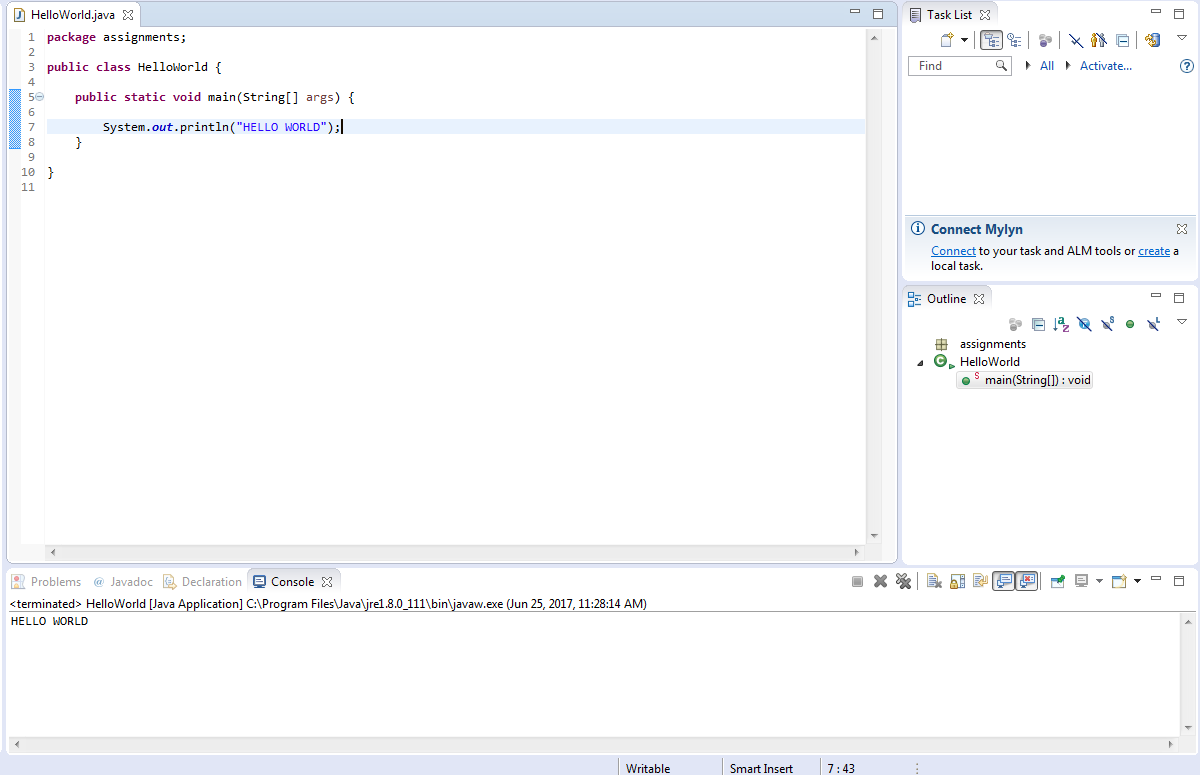 HelloWorld.java
1 package assignments;
2
3 public class HelloWorld {
4
5 public static void main(String[] args) {
6
7 System.out.println("HELLO WORLD");
8 }
9
10 }
11
Task List
Find
All
Activate...
Connect Mylyn
Connect to your task and ALM tools or create a
local task.
Outline
assignments
HelloWorld
main(String[]) : void
Problems @ Javadoc Declaration Console
<terminated> HelloWorld [Java Application] C:\Program Files\Java\jre1.8.0_111\bin\javaw.exe (Jun 25, 2017, 11:28:14 AM)
HELLO WORLD
Writable Smart Insert 7 : 43